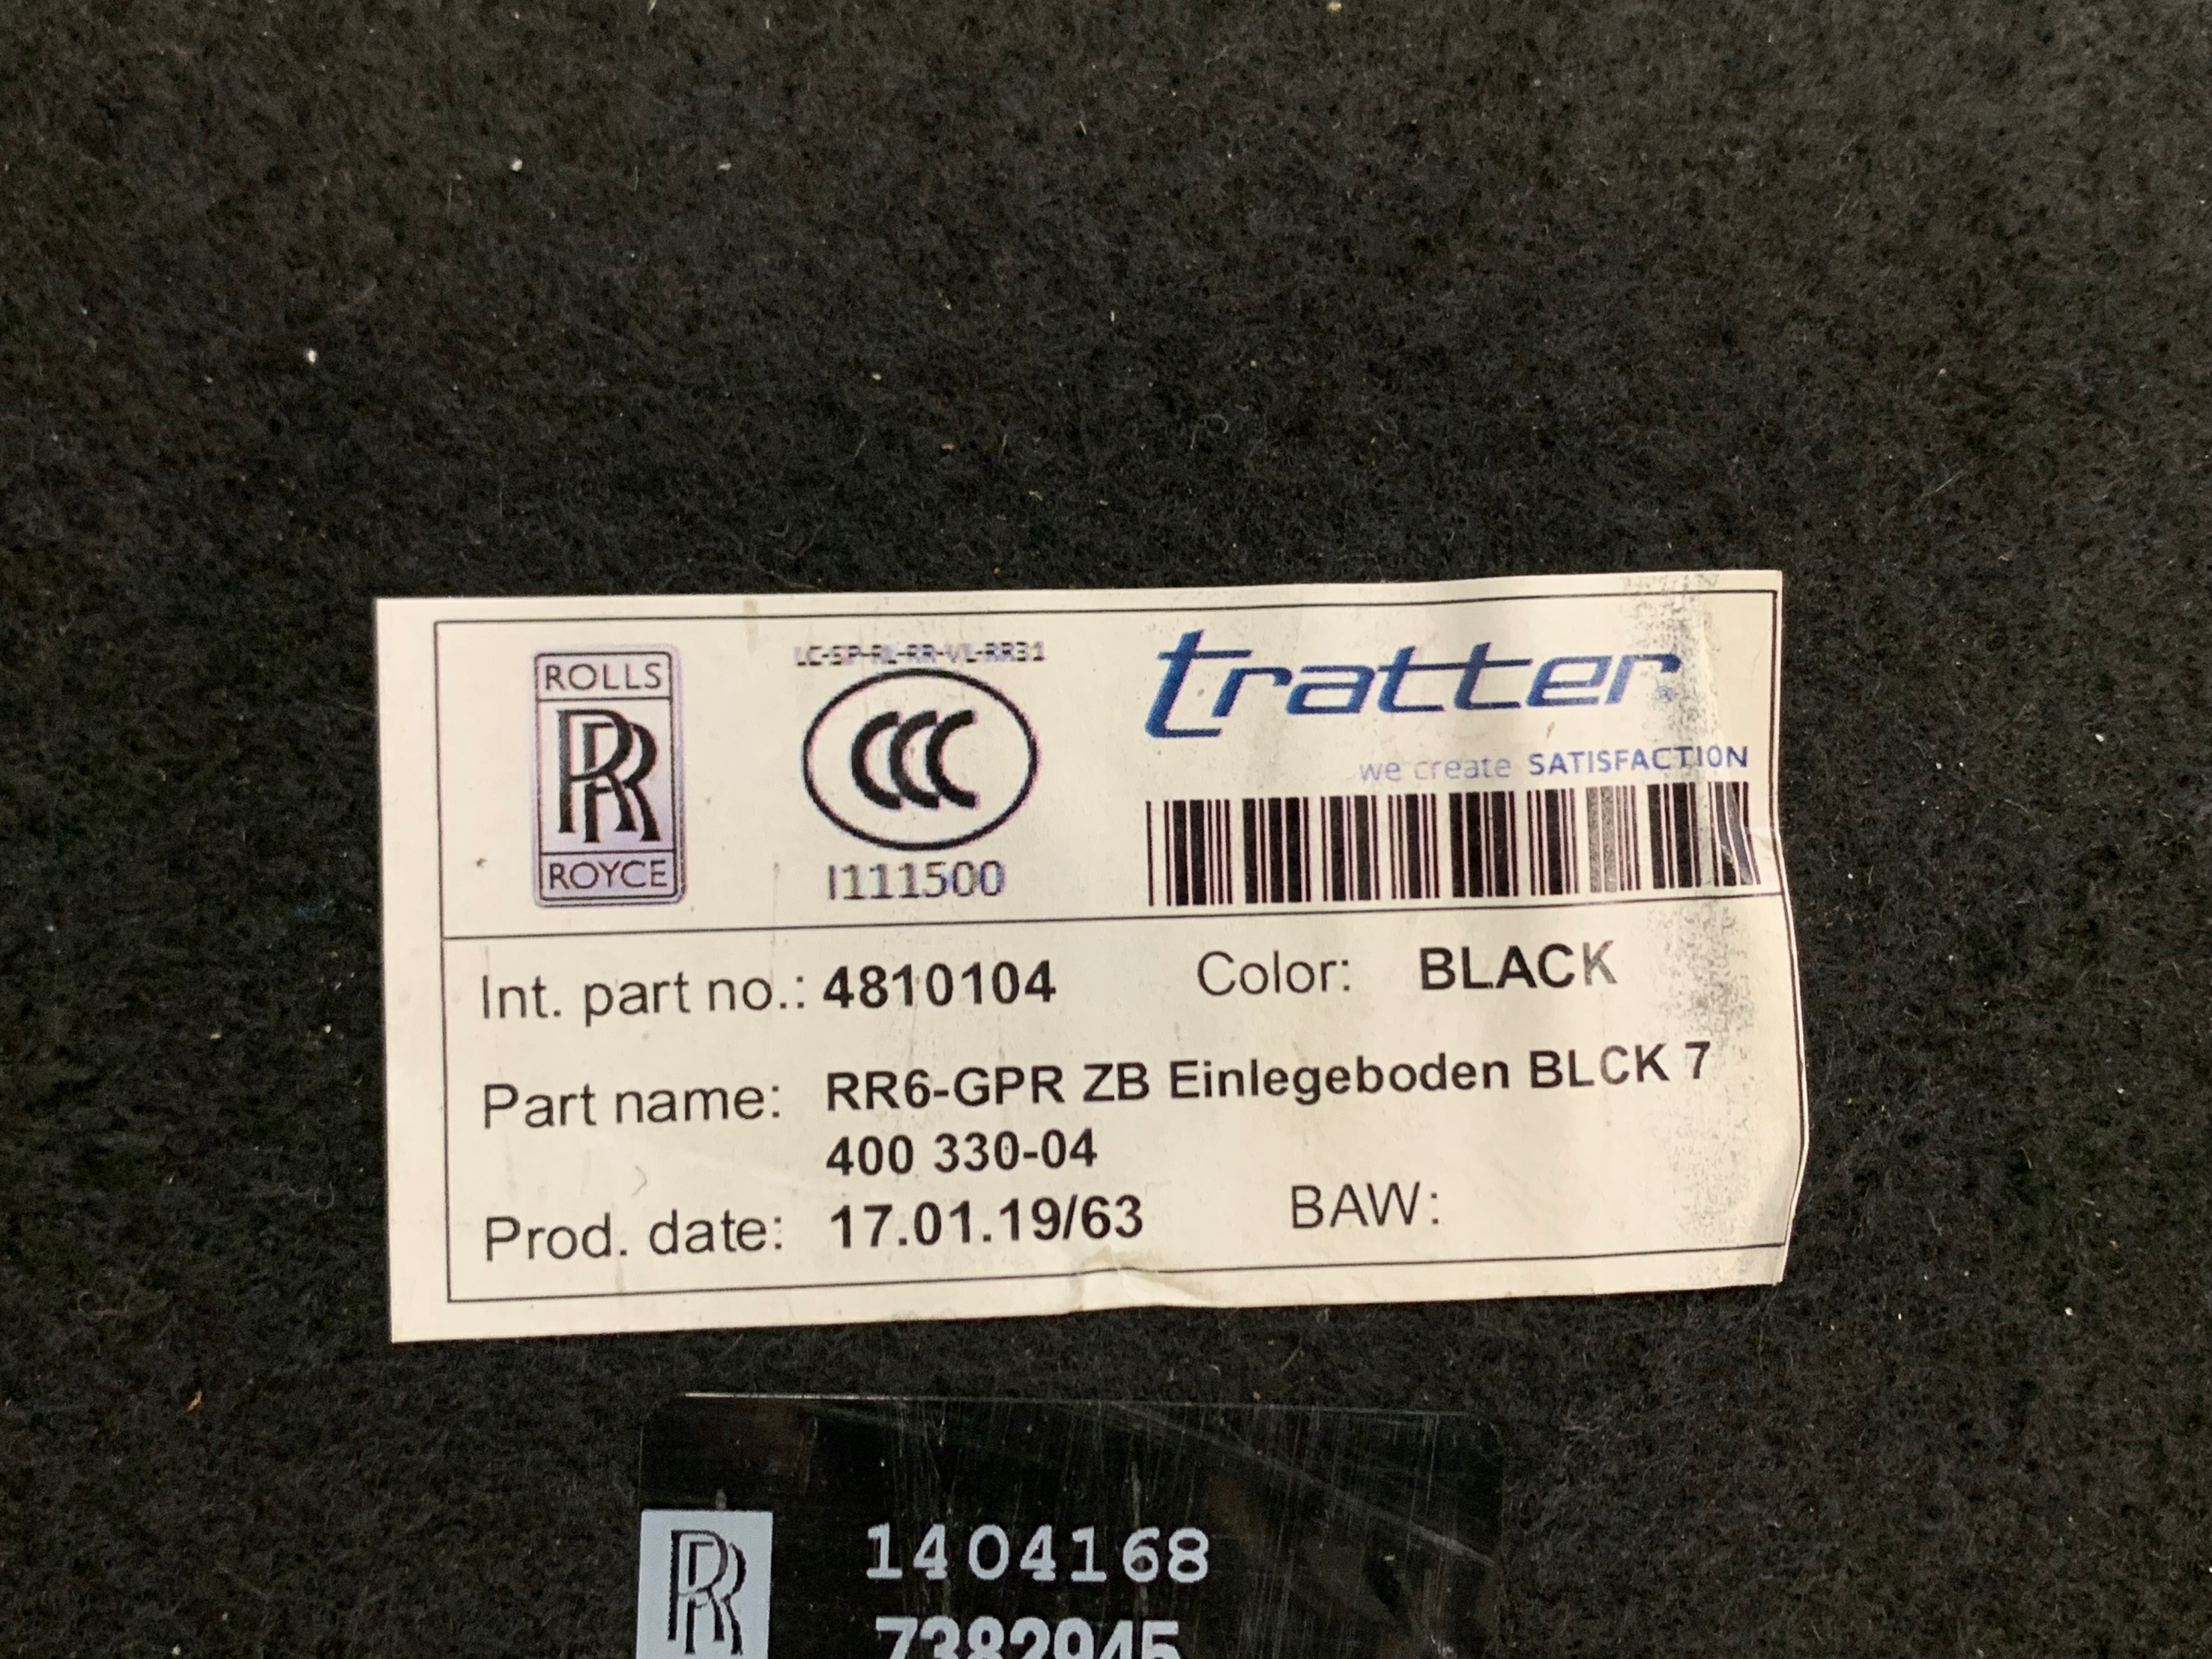 ROLLS
RR
ROYCE
LC-SP-RL-RR-VL-RR31
CCC
I111500
tratter
we create SATISFACTION
Int. part no.: 4810104 Color: BLACK
Part name: RR6-GPR ZB Einlegeboden BLCK 7
400 330-04
Prod. date: 17.01.19/63 BAW:
RR
1404168
7382945